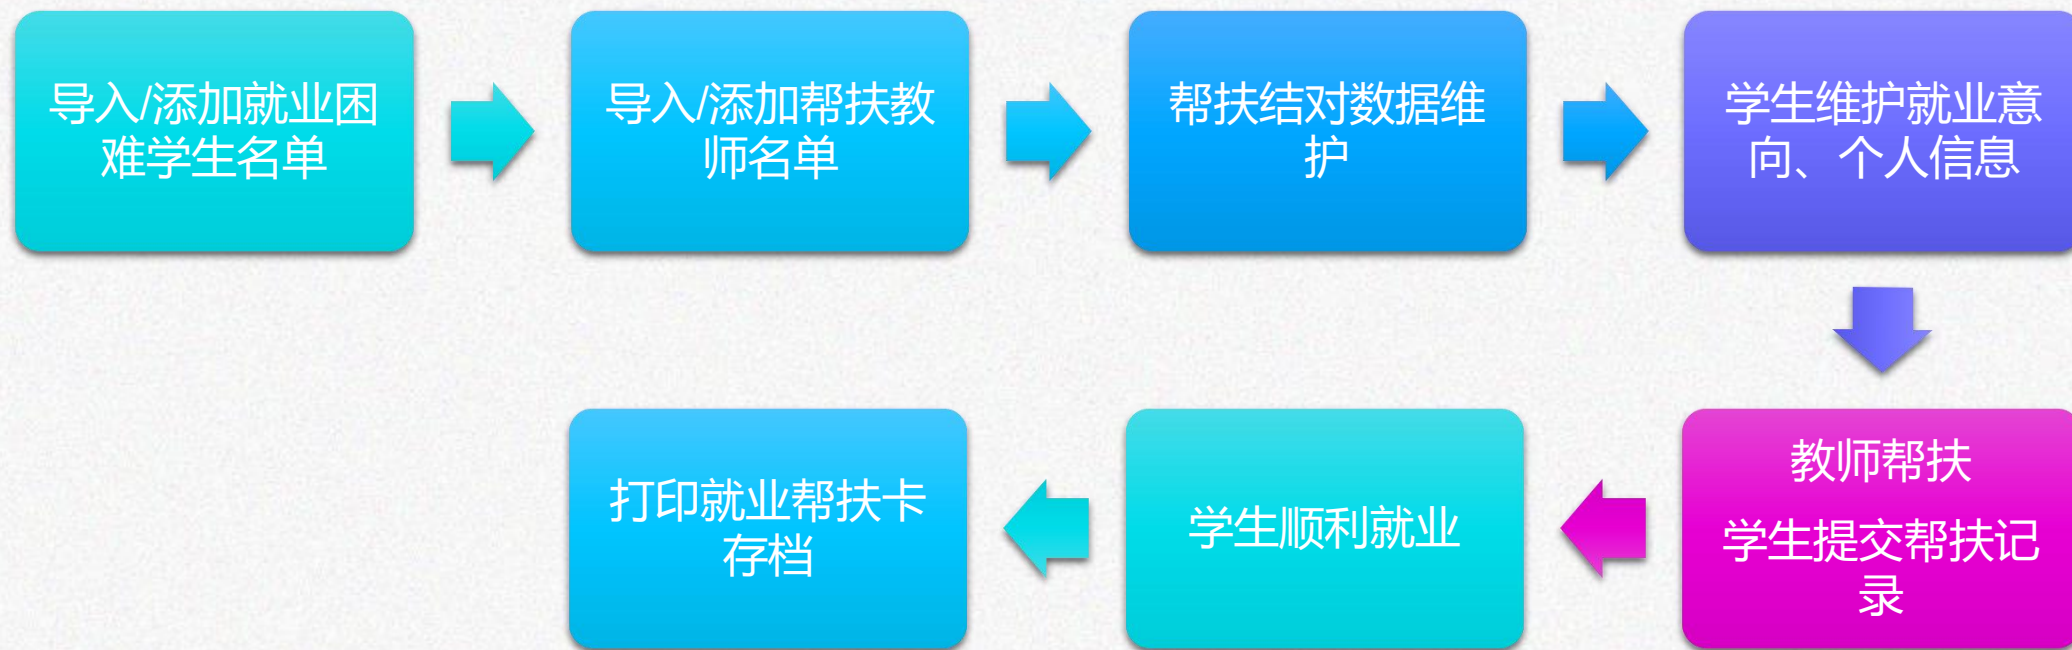 导入/添加就业困
难学生名单
导入/添加帮扶教
师名单
帮扶结对数据维
护
学生维护就业意
向、个人信息
教师帮扶
学生提交帮扶记
录
学生顺利就业
打印就业帮扶卡
存档